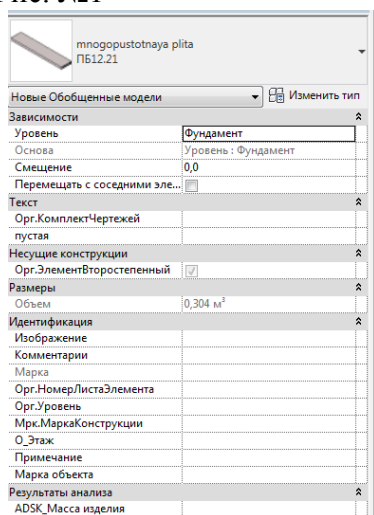 mnogopustotnaya plita
ПБ12.21
Новые Обобщенные модели Изменить тип
Зависимости
Уровень Фундамент
Основа Уровень : Фундамент
Смещение 0,0
Перемещать с соседними эле...
Текст
Орг.КомплектЧертежей
пустая
Несущие конструкции
Орг.ЭлементВторостепенный
Размеры
Объем 0,304 м³
Идентификация
Изображение
Комментарии
Марка
Орг.НомерЛистаЭлемента
Орг.Уровень
Мрк.МаркаКонструкции
О_Этаж
Примечание
Марка объекта
Результаты анализа
ADSK_Масса изделия